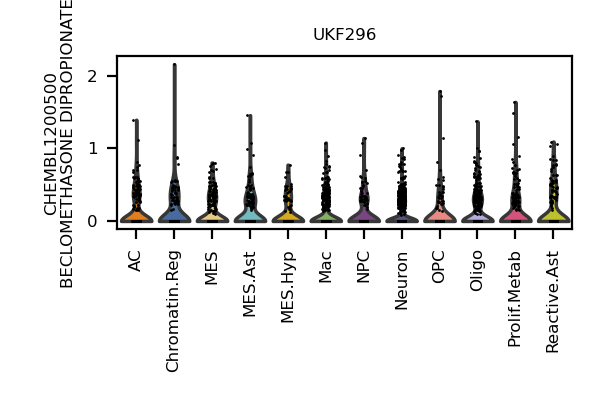 UKF296
CHEMBL1200500
BECLOMETHASONE DIPROPIONATE
2
1
0
AC
Chromatin.Reg
MES
MES.Ast
MES.Hyp
Mac
NPC
Neuron
OPC
Oligo
Prolif.Metab
Reactive.Ast